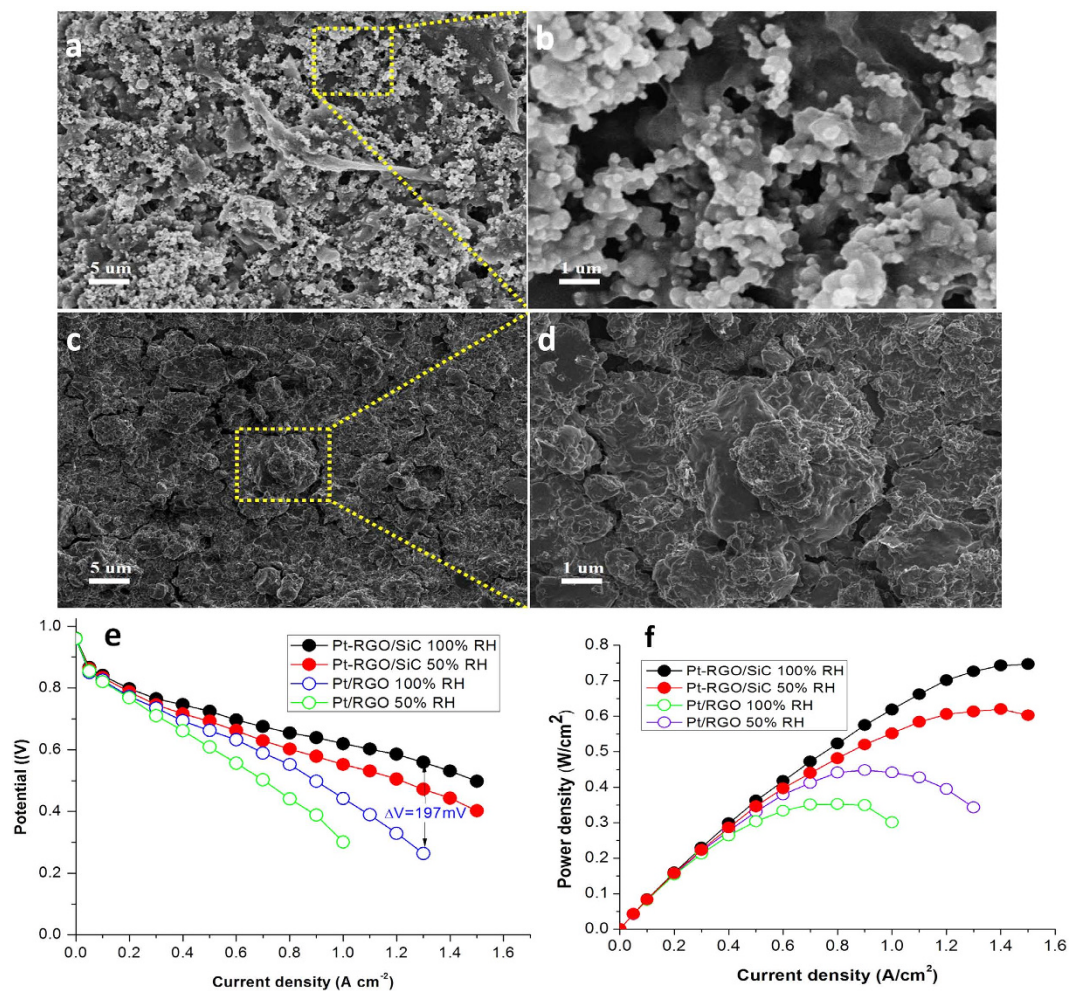 a
b
5 um
1 um
c
d
5 um
1 um
e
Pt-RGO/SiC 100% RH
Pt-RGO/SiC 50% RH
Pt/RGO 100% RH
Pt/RGO 50% RH
ΔV=197mV
1.0
0.8
0.6
0.4
0.2
0.0
Potential ((V)
0.0 0.2 0.4 0.6 0.8 1.0 1.2 1.4 1.6
Current density (A cm-2)
f
Pt-RGO/SiC 100% RH
Pt-RGO/SiC 50% RH
Pt/RGO 100% RH
Pt/RGO 50% RH
0.8
0.7
0.6
0.5
0.4
0.3
0.2
0.1
0.0
Power density (W/cm2)
0.0 0.2 0.4 0.6 0.8 1.0 1.2 1.4 1.6
Current density (A/cm2)